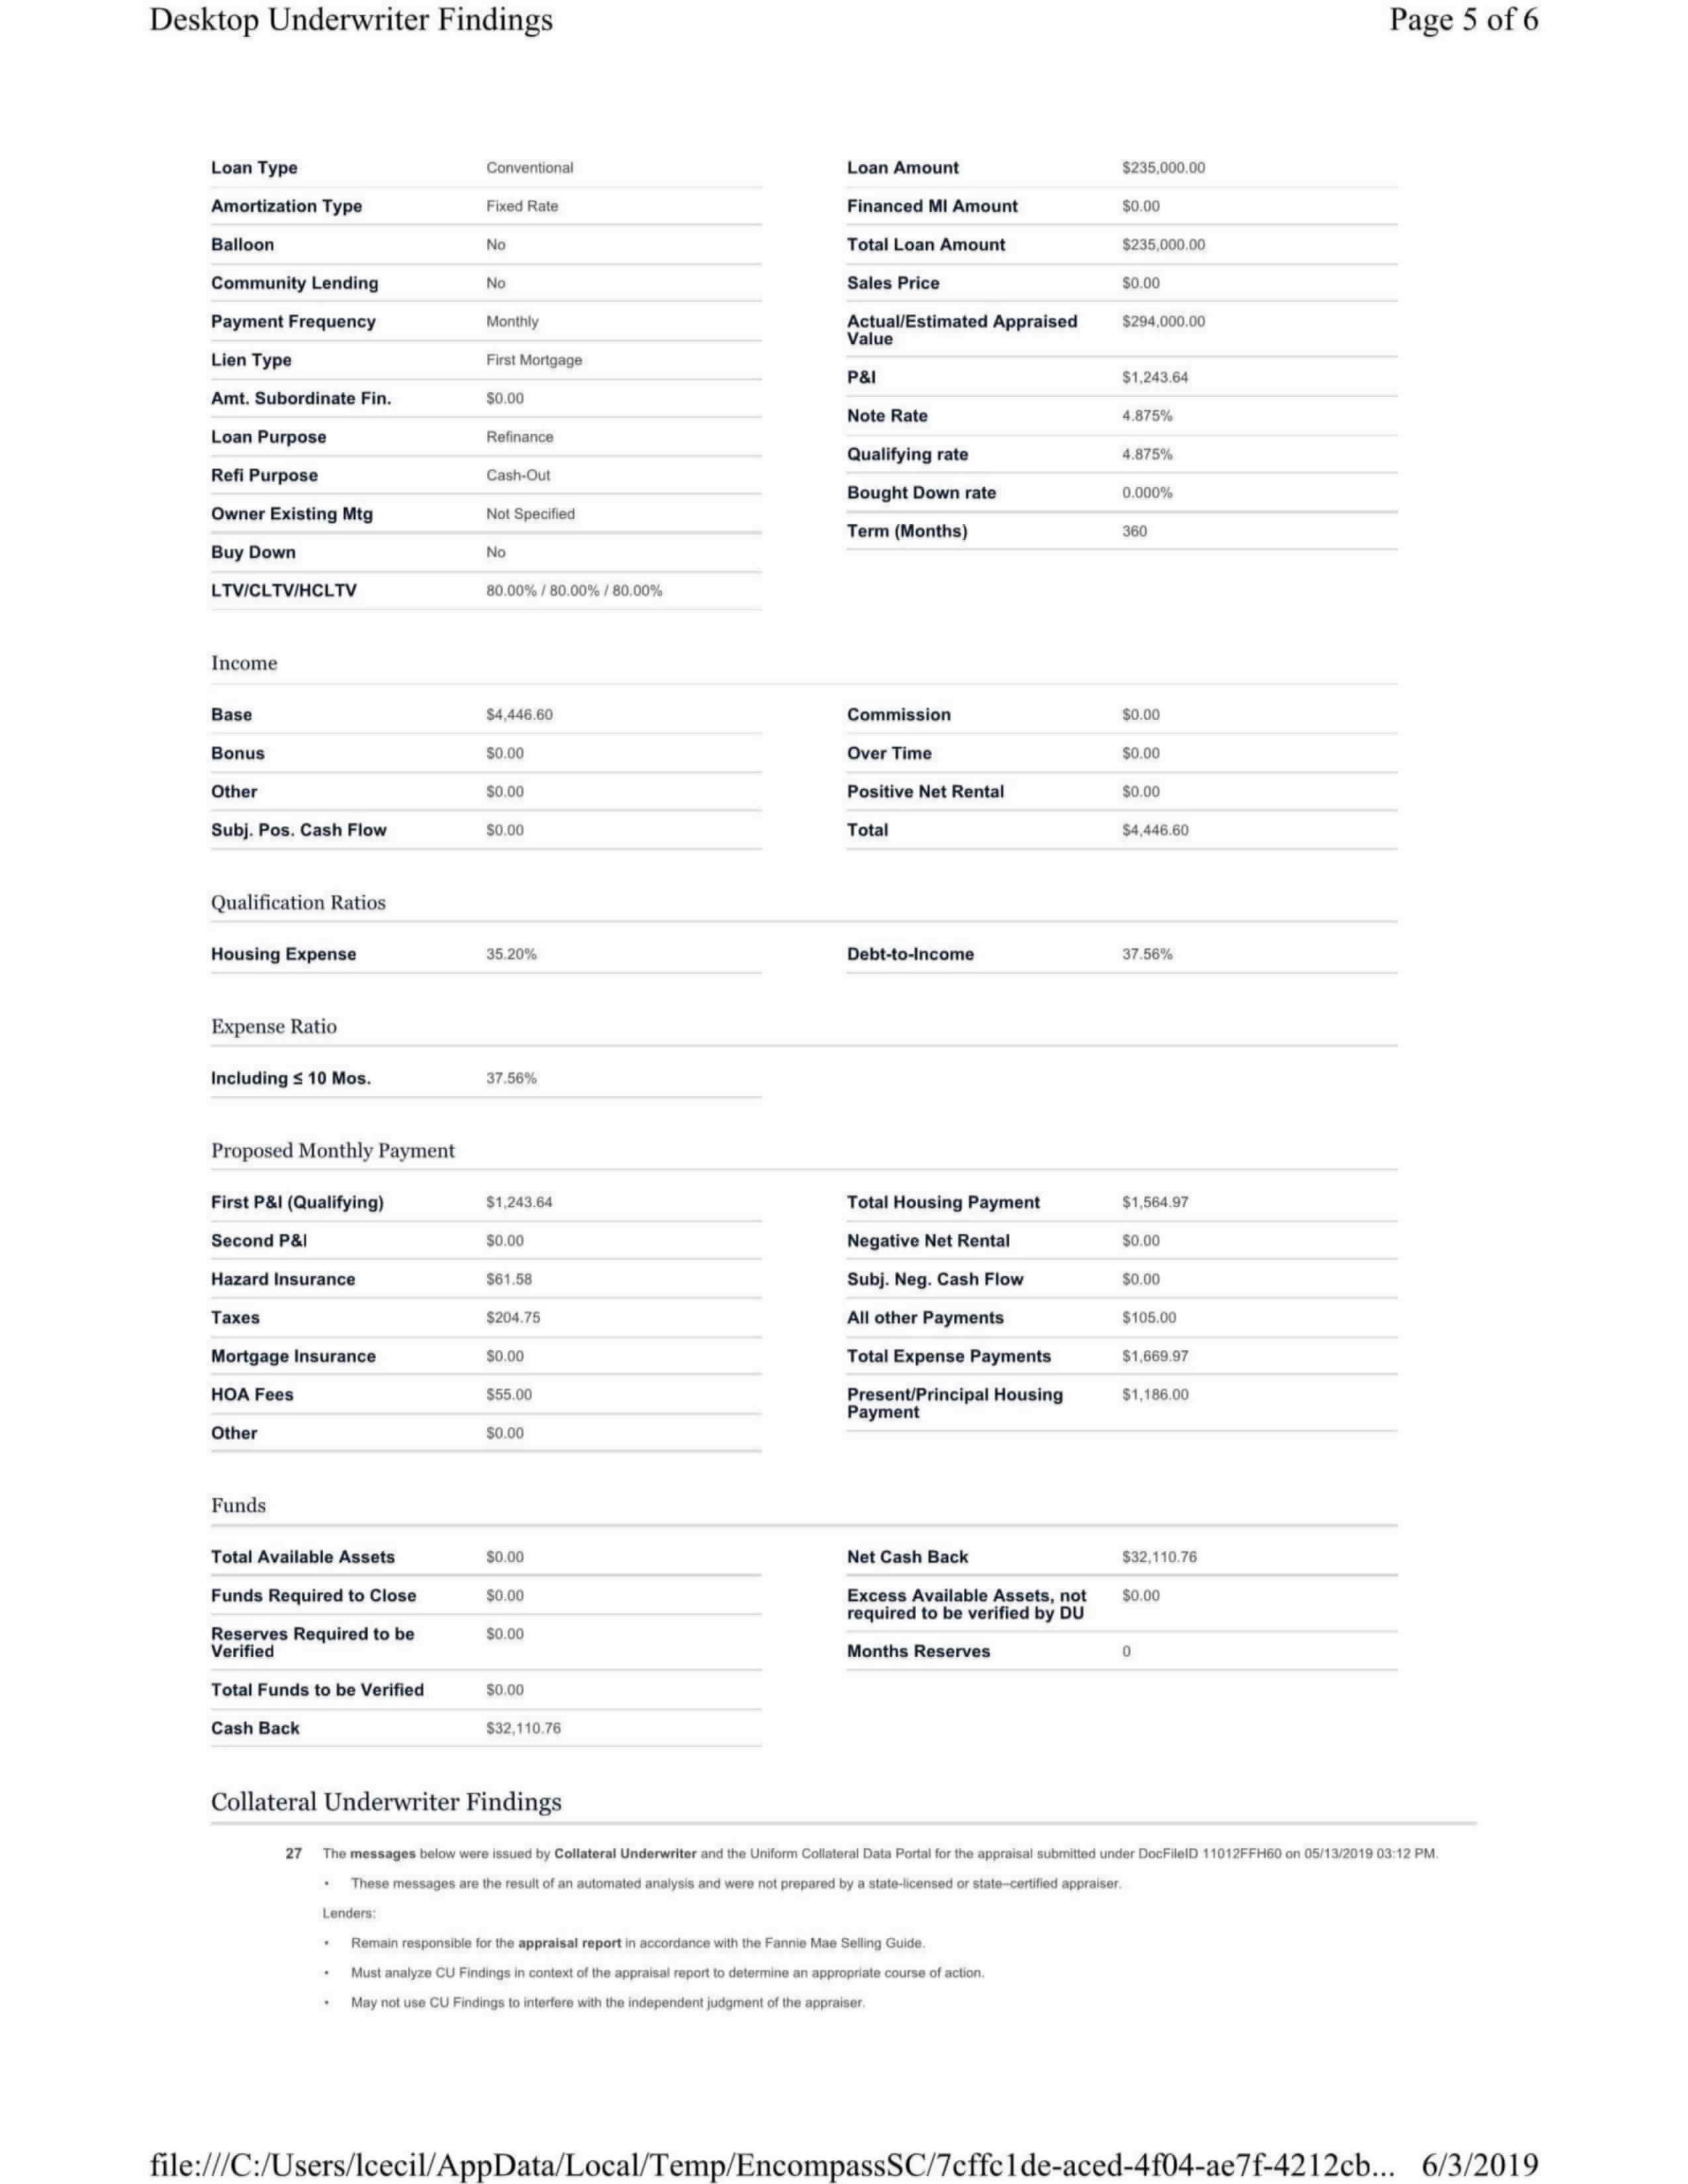 Desktop Underwriter Findings Page 5 of 6
Loan Type Conventional Loan Amount $235,000.00
Amortization Type Fixed Rate Financed MI Amount $0.00
Balloon No Total Loan Amount $235,000.00
Community Lending No Sales Price $0.00
Payment Frequency Monthly Actual/Estimated Appraised $294,000.00
Value
Lien Type First Mortgage
P&I $1,243.64
Amt. Subordinate Fin. $0.00
Note Rate 4.875%
Loan Purpose Refinance
Qualifying rate 4.875%
Refi Purpose Cash-Out
Bought Down rate 0.000%
Owner Existing Mtg Not Specified
Term (Months) 360
Buy Down No
LTV/CLTV/HCLTV 80.00% / 80.00% / 80.00%
Income
Base $4,446.60 Commission $0.00
Bonus $0.00 Over Time $0.00
Other $0.00 Positive Net Rental $0.00
Subj. Pos. Cash Flow $0.00 Total $4,446.60
Qualification Ratios
Housing Expense 35.20% Debt-to-Income 37.56%
Expense Ratio
Including ≤ 10 Mos. 37.56%
Proposed Monthly Payment
First P&I (Qualifying) $1,243.64 Total Housing Payment $1,564.97
Second P&I $0.00 Negative Net Rental $0.00
Hazard Insurance $61.58 Subj. Neg. Cash Flow $0.00
Taxes $204.75 All other Payments $105.00
Mortgage Insurance $0.00 Total Expense Payments $1,669.97
HOA Fees $55.00 Present/Principal Housing $1,186.00
Payment
Other $0.00
Funds
Total Available Assets $0.00 Net Cash Back $32,110.76
Funds Required to Close $0.00 Excess Available Assets, not $0.00
required to be verified by DU
Reserves Required to be $0.00
Verified
Months Reserves 0
Total Funds to be Verified $0.00
Cash Back $32,110.76
Collateral Underwriter Findings
27 The messages below were issued by Collateral Underwriter and the Uniform Collateral Data Portal for the appraisal submitted under DocFileID 11012FFH60 on 05/13/2019 03:12 PM.
• These messages are the result of an automated analysis and were not prepared by a state-licensed or state–certified appraiser.
Lenders:
• Remain responsible for the appraisal report in accordance with the Fannie Mae Selling Guide.
• Must analyze CU Findings in context of the appraisal report to determine an appropriate course of action.
• May not use CU Findings to interfere with the independent judgment of the appraiser.
file:///C:/Users/lcecil/AppData/Local/Temp/EncompassSC/7cffc1de-aced-4f04-ae7f-4212cb... 6/3/2019